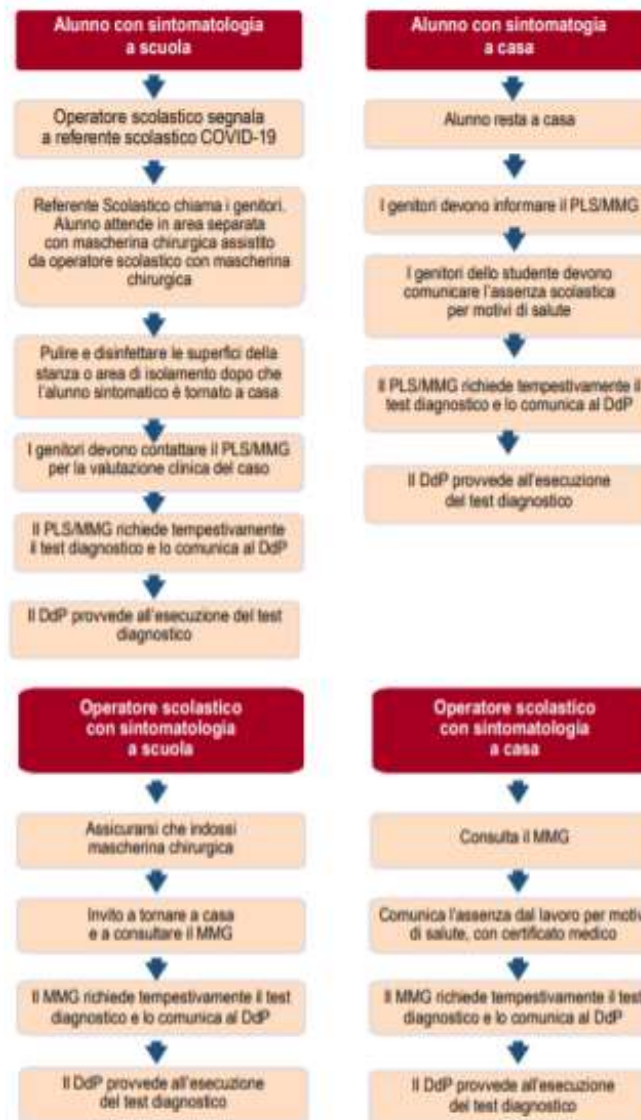 Alunno con sintomatologia
a scuola
Operatore scolastico segnala
a referente scolastico COVID-19
Referente Scolastico chiama i genitori.
Alunno attende in area separata
con mascherina chirurgica assistito
da operatore scolastico con mascherina
chirurgica
Pulire e disinfettare le superfici della
stanza o area di isolamento dopo che
l'alunno sintomatico è tornato a casa
I genitori devono contattare il PLS/MMG
per la valutazione clinica del caso
Il PLS/MMG richiede tempestivamente
il test diagnostico e lo comunica al DdP
Il DdP provvede all'esecuzione del test
diagnostico
Alunno con sintomatogia
a casa
Alunno resta a casa
I genitori devono informare il PLS/MMG
I genitori dello studente devono
comunicare l'assenza scolastica
per motivi di salute
Il PLS/MMG richiede tempestivamente il
test diagnostico e lo comunica al DdP
Il DdP provvede all'esecuzione
del test diagnostico
Operatore scolastico
con sintomatologia
a scuola
Assicurarsi che indossi
mascherina chirurgica
Invito a tornare a casa
e a consultare il MMG
Il MMG richiede tempestivamente il test
diagnostico e lo comunica al DdP
Il DdP provvede all'esecuzione
del test diagnostico
Operatore scolastico
con sintomatologia
a casa
Consulta il MMG
Comunica l'assenza dal lavoro per motivi
di salute, con certificato medico
Il MMG richiede tempestivamente il test
diagnostico e lo comunica al DdP
Il DdP provvede all'esecuzione
del test diagnostico